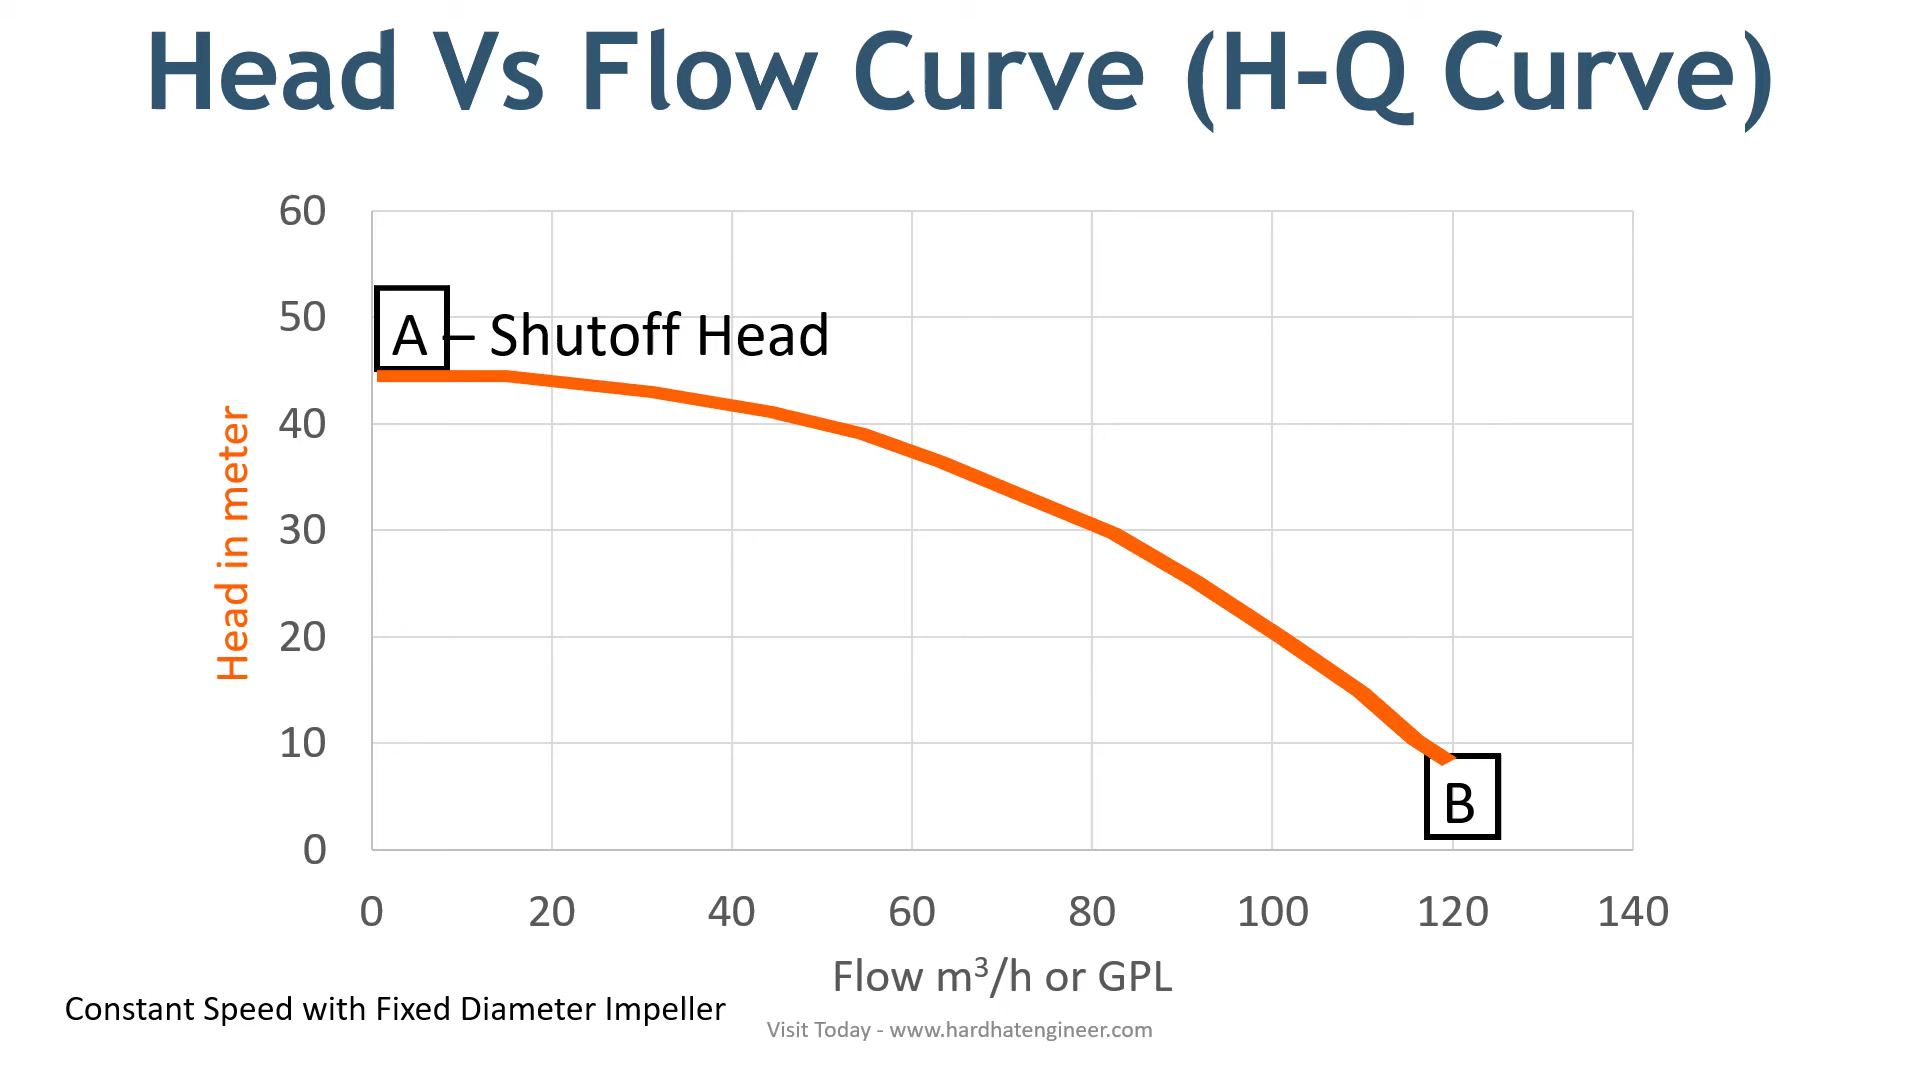 Head Vs Flow Curve (H-Q Curve)
60
50
A – Shutoff Head
40
30
20
10
0
Head in meter
B
0 20 40 60 80 100 120 140
Flow m³/h or GPL
Constant Speed with Fixed Diameter Impeller
Visit Today - www.hardhatengineer.com